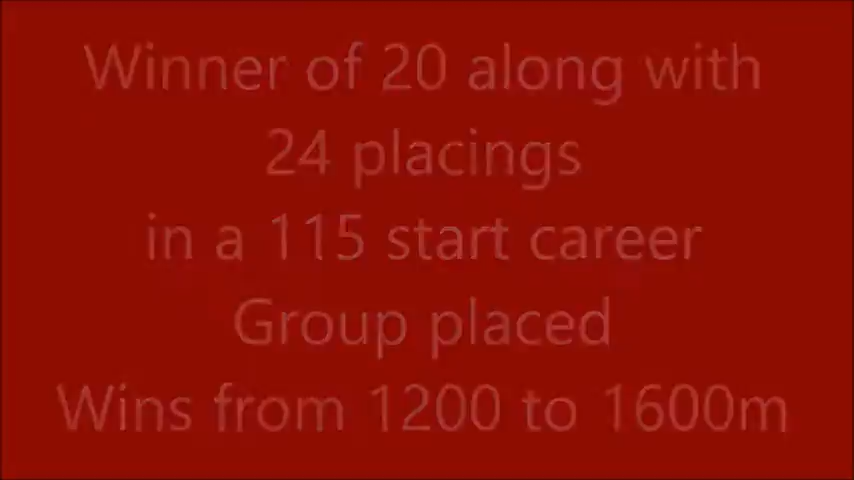 Winner of 20 along with
24 placings
in a 115 start career
Group placed
Wins from 1200 to 1600m